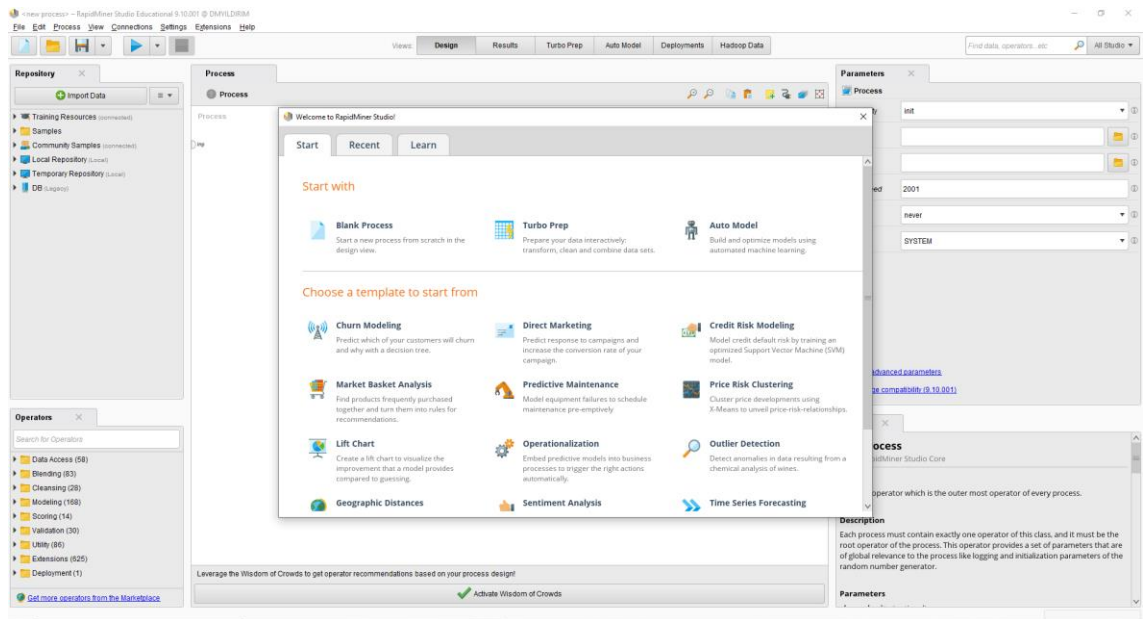 <new process> – RapidMiner Studio Educational 9.10.001 @ DMYILDIRIM
File Edit Process View Connections Settings Extensions Help
Views: Design Results Turbo Prep Auto Model Deployments Hadoop Data
Find data, operators...etc All Studio
Repository
Import Data
Training Resources (connected)
Samples
Community Samples (connected)
Local Repository (Local)
Temporary Repository (Local)
DB (Legacy)
Operators
Search for Operators
Data Access (58)
Blending (83)
Cleansing (28)
Modeling (168)
Scoring (14)
Validation (30)
Utility (86)
Extensions (625)
Deployment (1)
Get more operators from the Marketplace
Process
Process
Process
inp
Welcome to RapidMiner Studio!
Start Recent Learn
Start with
Blank Process
Start a new process from scratch in the
design view.
Turbo Prep
Prepare your data interactively:
transform, clean and combine data sets.
Auto Model
Build and optimize models using
automated machine learning.
Choose a template to start from
Churn Modeling
Predict which of your customers will churn
and why with a decision tree.
Direct Marketing
Predict response to campaigns and
increase the conversion rate of your
campaign.
Credit Risk Modeling
Model credit default risk by training an
optimized Support Vector Machine (SVM)
model.
Market Basket Analysis
Find products frequently purchased
together and turn them into rules for
recommendations.
Predictive Maintenance
Model equipment failures to schedule
maintenance pre-emptively
Price Risk Clustering
Cluster price developments using
X-Means to unveil price-risk-relationships.
Lift Chart
Create a lift chart to visualize the
improvement that a model provides
compared to guessing.
Operationalization
Embed predictive models into business
processes to trigger the right actions
automatically.
Outlier Detection
Detect anomalies in data resulting from a
chemical analysis of wines.
Geographic Distances
Sentiment Analysis
Time Series Forecasting
Leverage the Wisdom of Crowds to get operator recommendations based on your process design!
Activate Wisdom of Crowds
Parameters
Process
init
2001
never
SYSTEM
advanced parameters
ge compatibility (9.10.001)
ocess
apidMiner Studio Core
operator which is the outer most operator of every process.
Description
Each process must contain exactly one operator of this class, and it must be the
root operator of the process. This operator provides a set of parameters that are
of global relevance to the process like logging and initialization parameters of the
random number generator.
Parameters